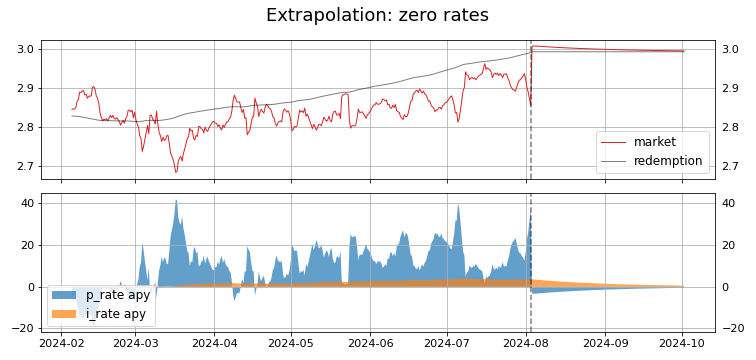 Extrapolation: zero rates
3.0 3.0
2.9 2.9
2.8 2.8
2.7 2.7
market
redemption
40 40
20 20
0 0
−20 −20
p_rate apy
i_rate apy
2024-02 2024-03 2024-04 2024-05 2024-06 2024-07 2024-08 2024-09 2024-10